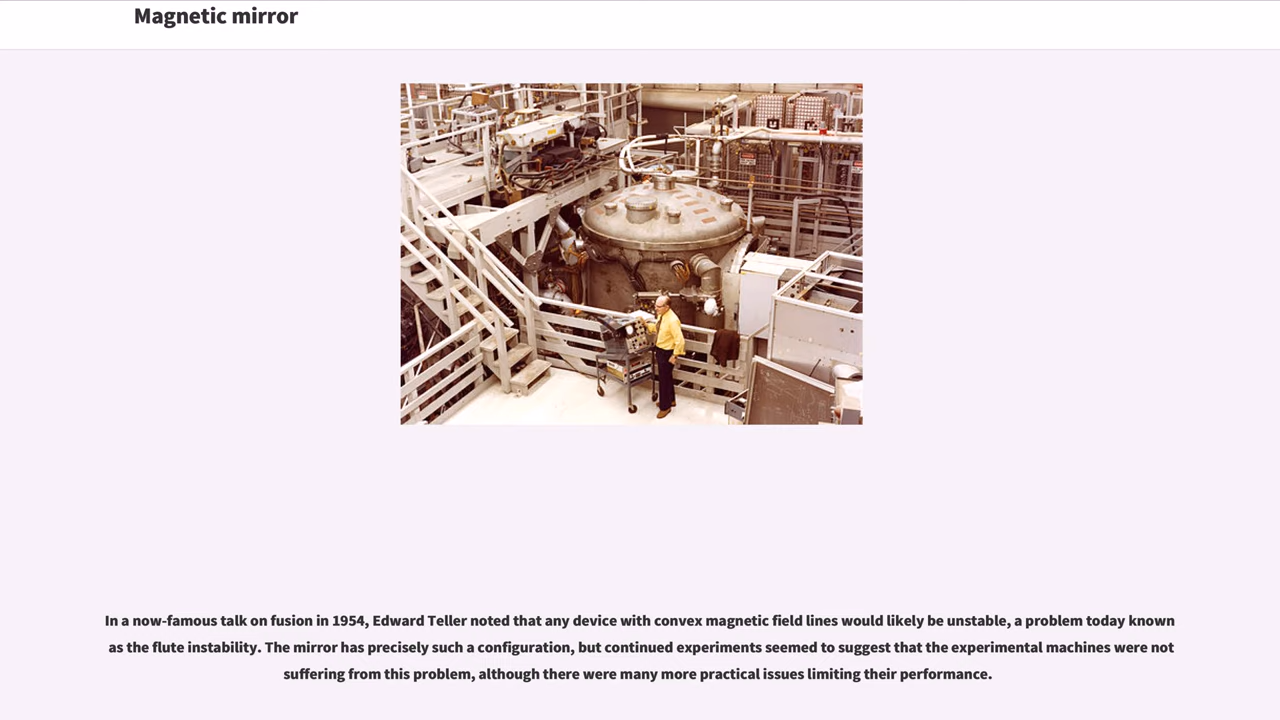 Magnetic mirror
In a now-famous talk on fusion in 1954, Edward Teller noted that any device with convex magnetic field lines would likely be unstable, a problem today known
as the flute instability. The mirror has precisely such a configuration, but continued experiments seemed to suggest that the experimental machines were not
suffering from this problem, although there were many more practical issues limiting their performance.